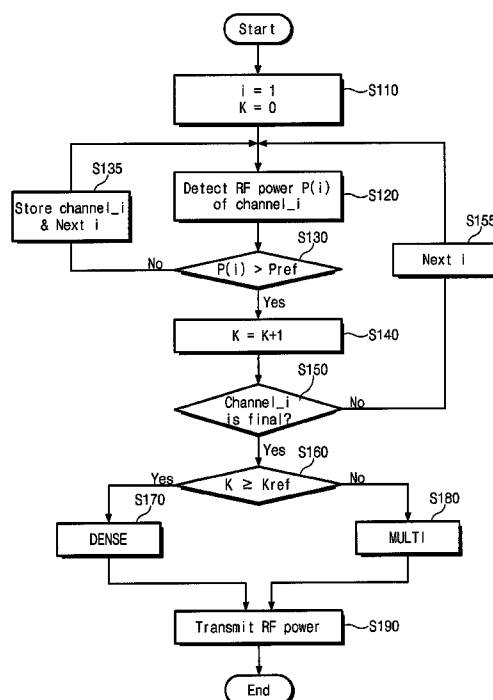 Start
i = 1
K = 0
S110
S135
Store channel_i
& Next i
Detect RF power P(i)
of channel_i
S120
S155
Next i
S130
P(i) > Pref
No
Yes
K = K+1
S140
S150
Channel_i
is final?
No
Yes
S160
K ≥ Kref
Yes
No
S170
DENSE
S180
MULTI
Transmit RF power
S190
End